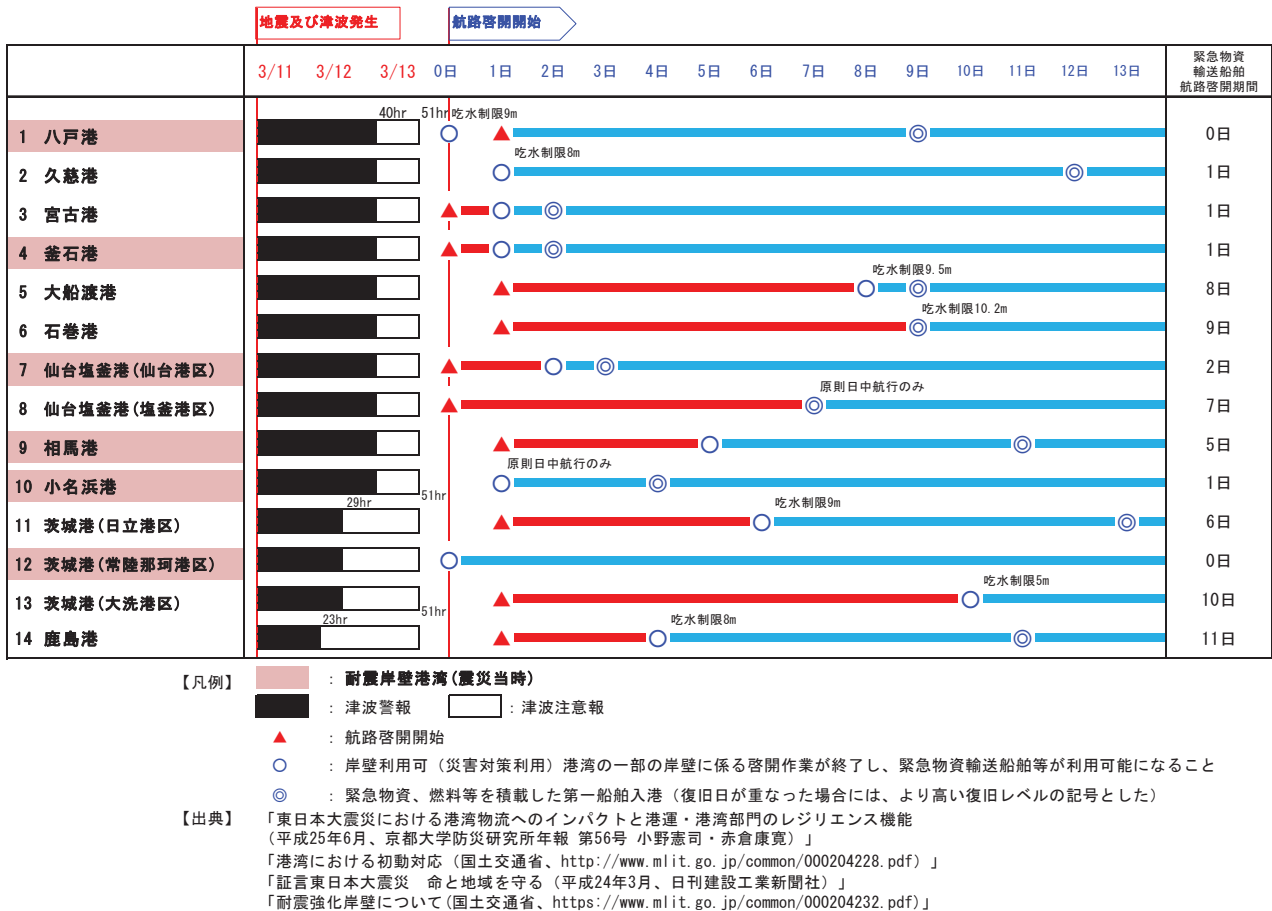 地震及び津波発生 航路啓開開始
3/11 3/12 3/13 0日 1日 2日 3日 4日 5日 6日 7日 8日 9日 10日 11日 12日 13日
緊急物資
輸送船舶
航路啓開期間
40hr 51hr 吃水制限9m
1 八戸港 0日
吃水制限8m
2 久慈港 1日
3 宮古港 1日
4 釜石港 1日
吃水制限9.5m
5 大船渡港 8日
吃水制限10.2m
6 石巻港 9日
7 仙台塩釜港(仙台港区) 2日
原則日中航行のみ
8 仙台塩釜港(塩釜港区) 7日
9 相馬港 5日
原則日中航行のみ
10 小名浜港 1日
29hr 51hr 吃水制限9m
11 茨城港(日立港区) 6日
12 茨城港(常陸那珂港区) 0日
吃水制限5m
13 茨城港(大洗港区) 10日
23hr 51hr 吃水制限8m
14 鹿島港 11日
【凡例】 : 耐震岸壁港湾(震災当時)
: 津波警報 : 津波注意報
: 航路啓開開始
: 岸壁利用可（災害対策利用）港湾の一部の岸壁に係る啓開作業が終了し、緊急物資輸送船舶等が利用可能になること
: 緊急物資、燃料等を積載した第一船舶入港（復旧日が重なった場合には、より高い復旧レベルの記号とした）
【出典】 「東日本大震災における港湾物流へのインパクトと港運・港湾部門のレジリエンス機能
（平成25年6月、京都大学防災研究所年報 第56号 小野憲司・赤倉康寛）」
「港湾における初動対応（国土交通省、http://www.mlit.go.jp/common/000204228.pdf）」
「証言東日本大震災　命と地域を守る（平成24年3月、日刊建設工業新聞社）」
「耐震強化岸壁について(国土交通省、https://www.mlit.go.jp/common/000204232.pdf)」